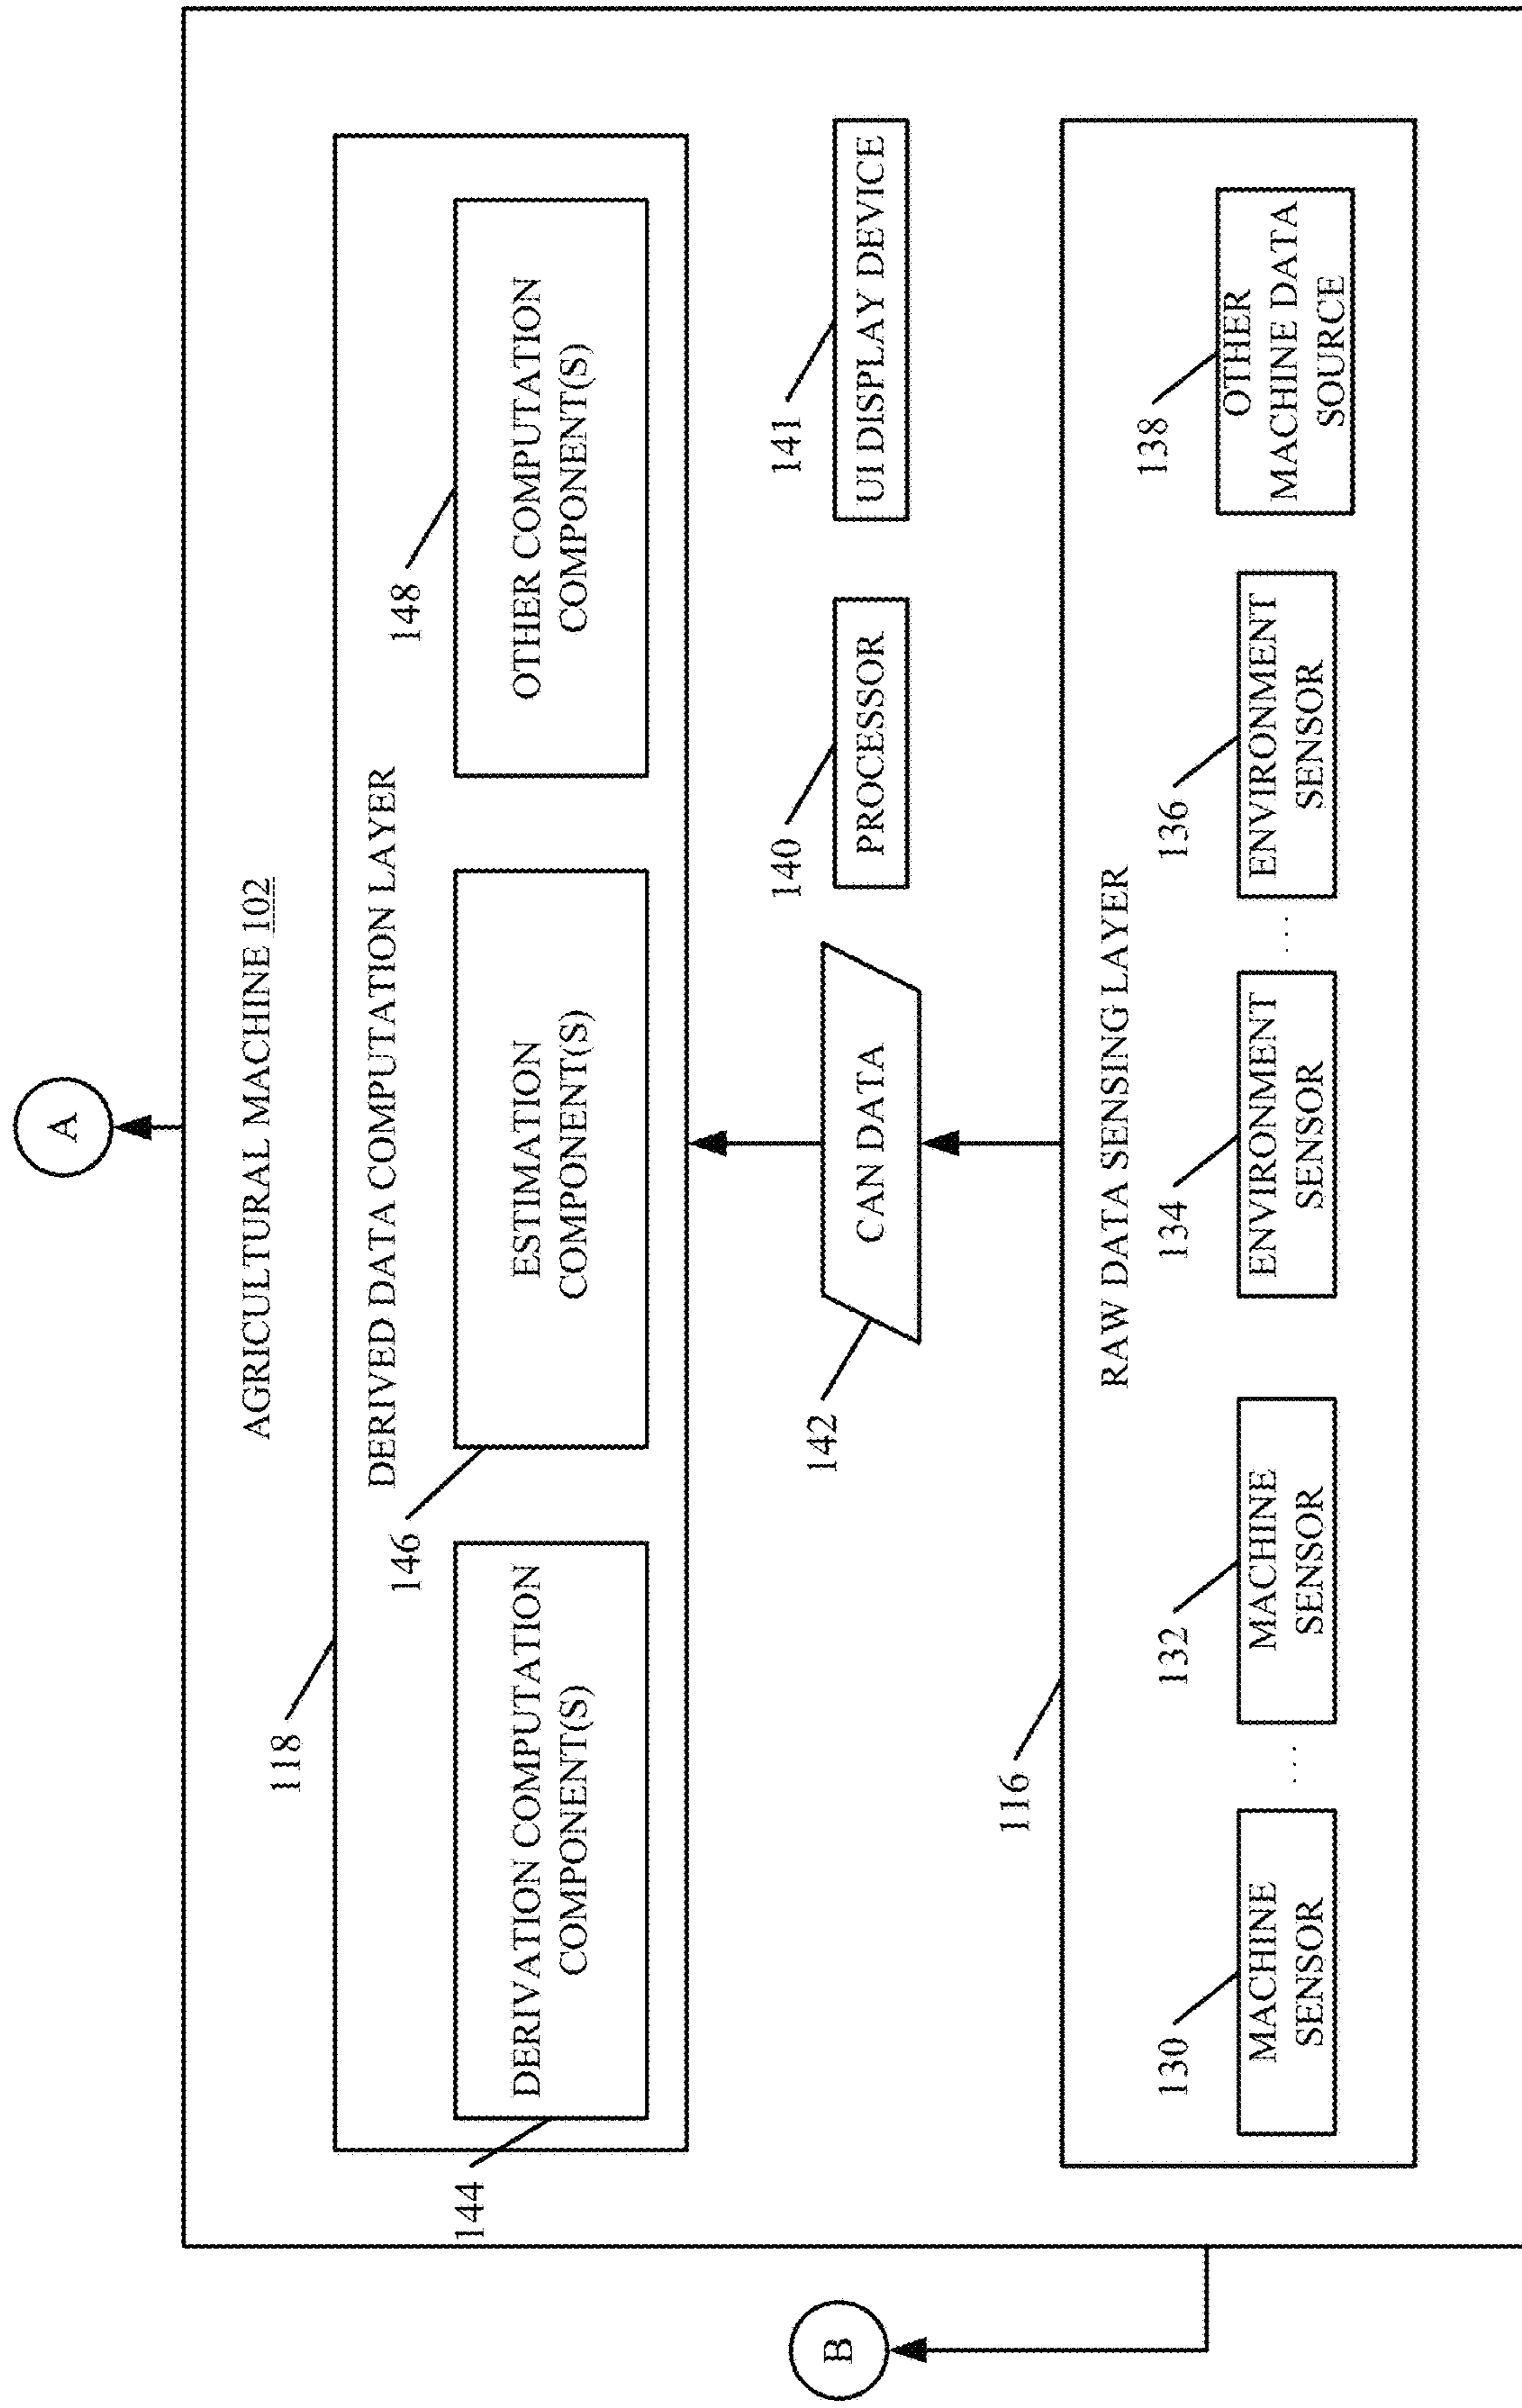 A
AGRICULTURAL MACHINE 102
118
DERIVED DATA COMPUTATION LAYER
144
146
148
DERIVATION COMPUTATION
COMPONENT(S)
ESTIMATION
COMPONENT(S)
OTHER COMPUTATION
COMPONENT(S)
B
142
140
141
CAN DATA
PROCESSOR
UI DISPLAY DEVICE
116
RAW DATA SENSING LAYER
130
132
134
136
138
MACHINE
SENSOR
...
MACHINE
SENSOR
ENVIRONMENT
SENSOR
...
ENVIRONMENT
SENSOR
OTHER
MACHINE DATA
SOURCE